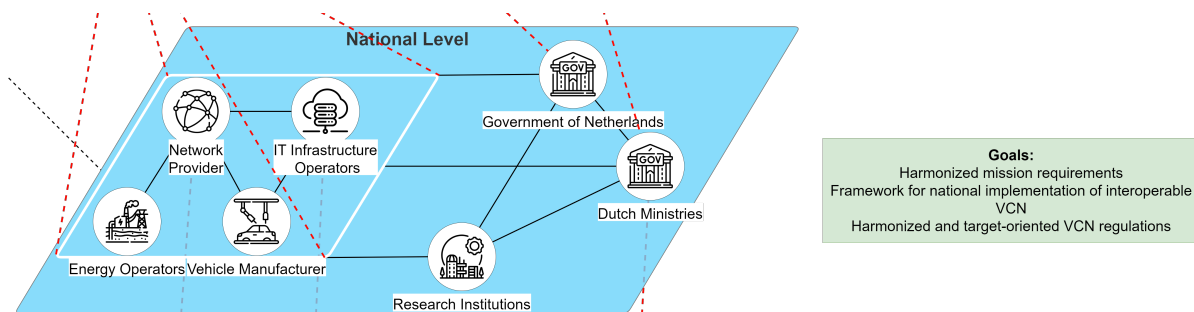 National Level
GOV
Government of Netherlands
Network
Provider
IT Infrastructure
Operators
GOV
Dutch Ministries
Energy Operators
Vehicle Manufacturer
Research Institutions
Goals:
Harmonized mission requirements
Framework for national implementation of interoperable
VCN
Harmonized and target-oriented VCN regulations